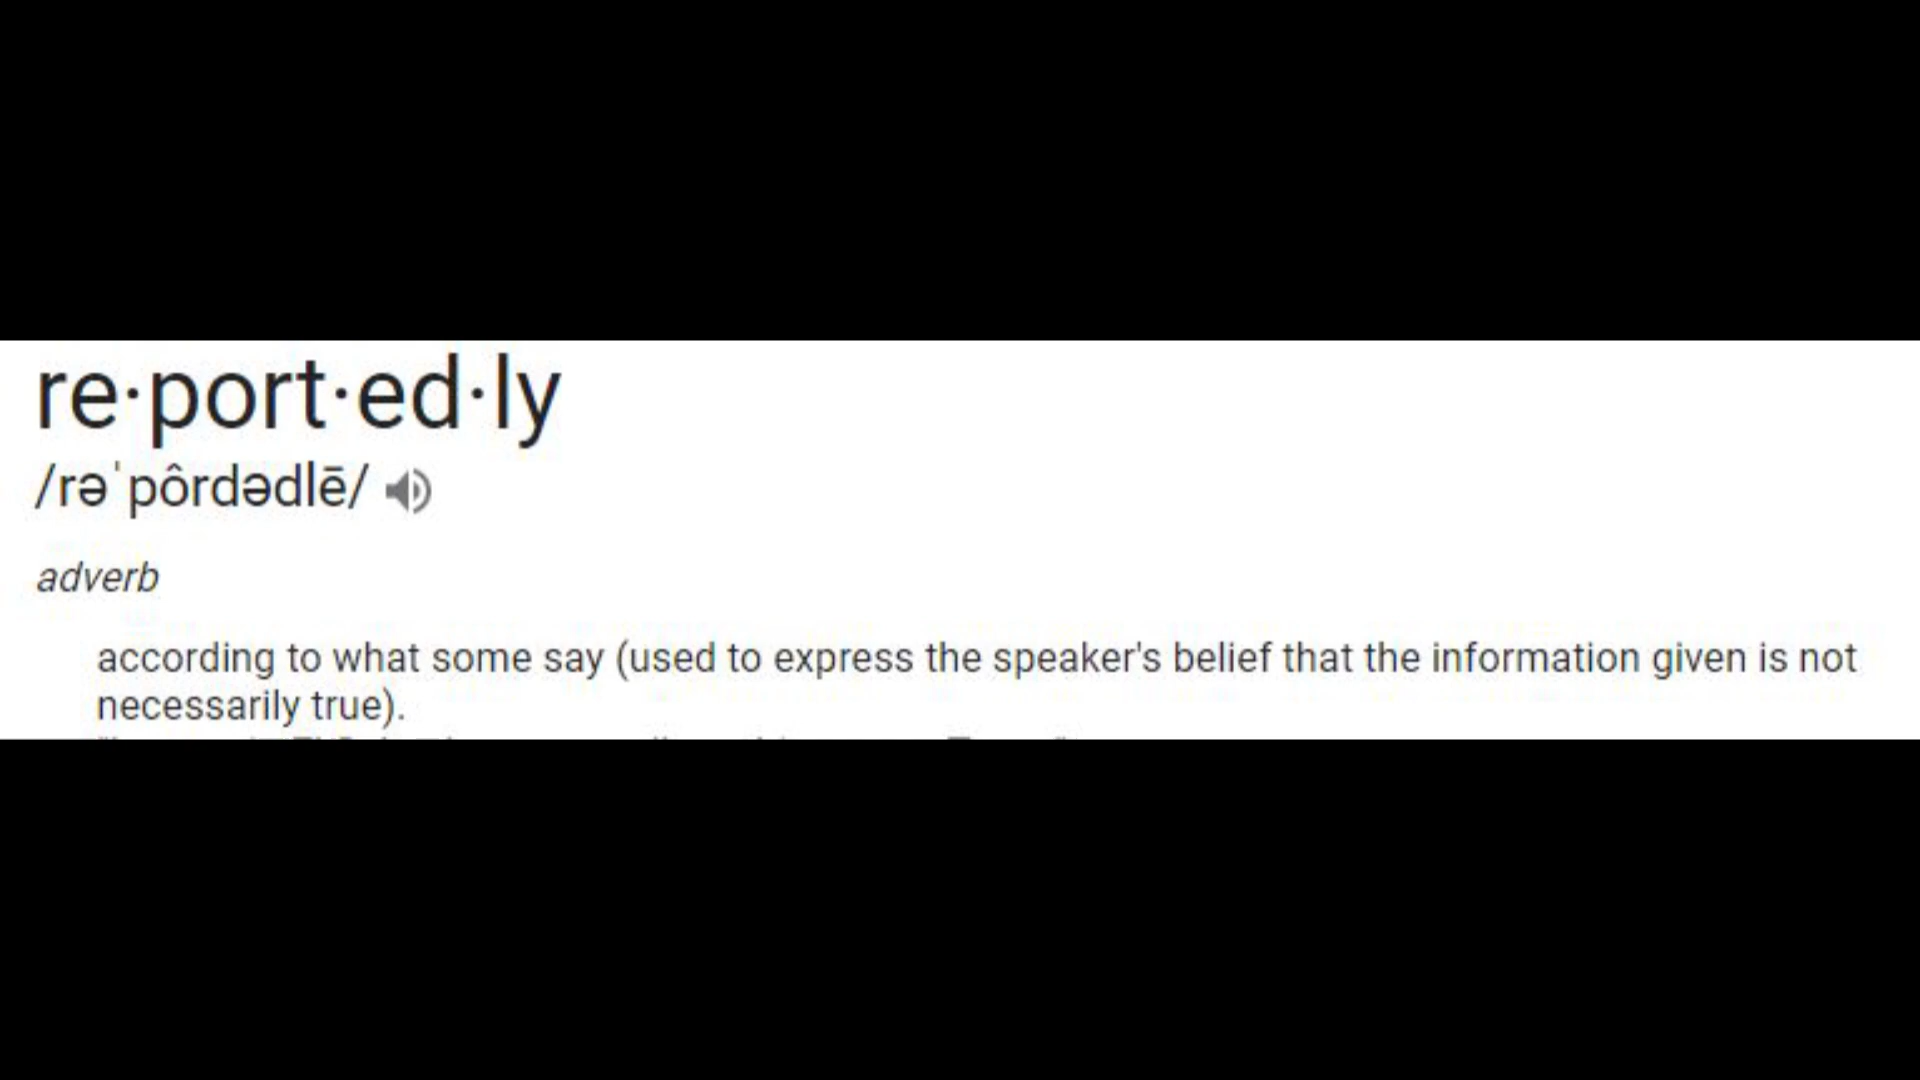 re·port·ed·ly
/rəˈpôrdədlē/
adverb
according to what some say (used to express the speaker's belief that the information given is not
necessarily true).